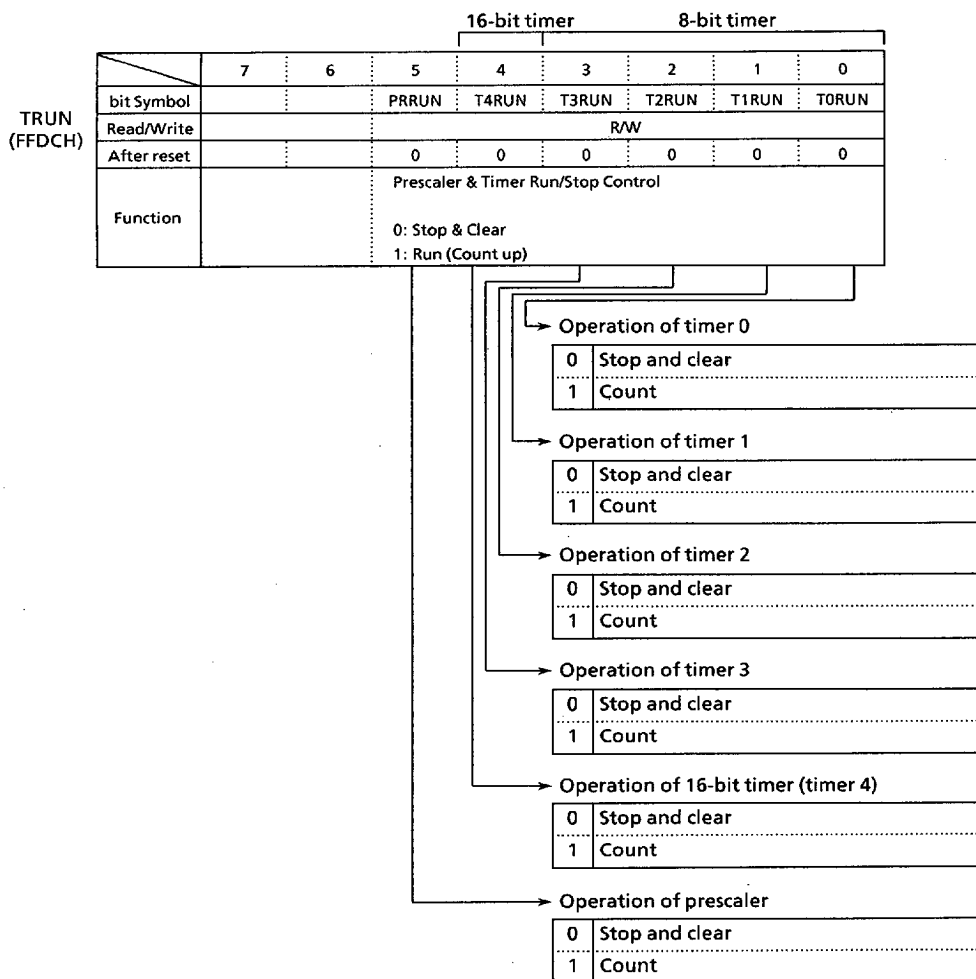 16-bit timer 8-bit timer
7 6 5 4 3 2 1 0
TRUN
(FFDCH)
bit Symbol PRRUN T4RUN T3RUN T2RUN T1RUN T0RUN
Read/Write R/W
After reset 0 0 0 0 0 0
Function
Prescaler & Timer Run/Stop Control
0: Stop & Clear
1: Run (Count up)
Operation of timer 0
0 Stop and clear
1 Count
Operation of timer 1
0 Stop and clear
1 Count
Operation of timer 2
0 Stop and clear
1 Count
Operation of timer 3
0 Stop and clear
1 Count
Operation of 16-bit timer (timer 4)
0 Stop and clear
1 Count
Operation of prescaler
0 Stop and clear
1 Count